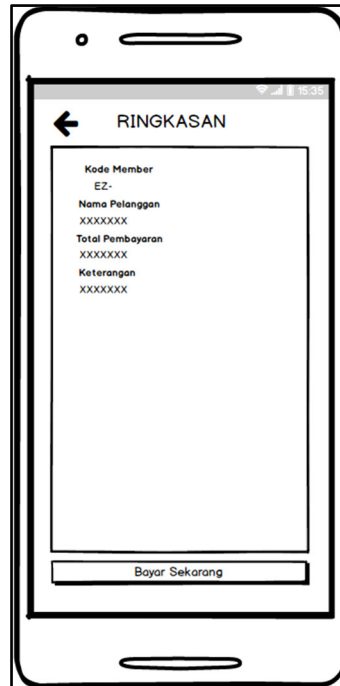 15:35
RINGKASAN
Kode Member
EZ-
Nama Pelanggan
XXXXXXX
Total Pembayaran
XXXXXXX
Keterangan
XXXXXXX
Bayar Sekarang